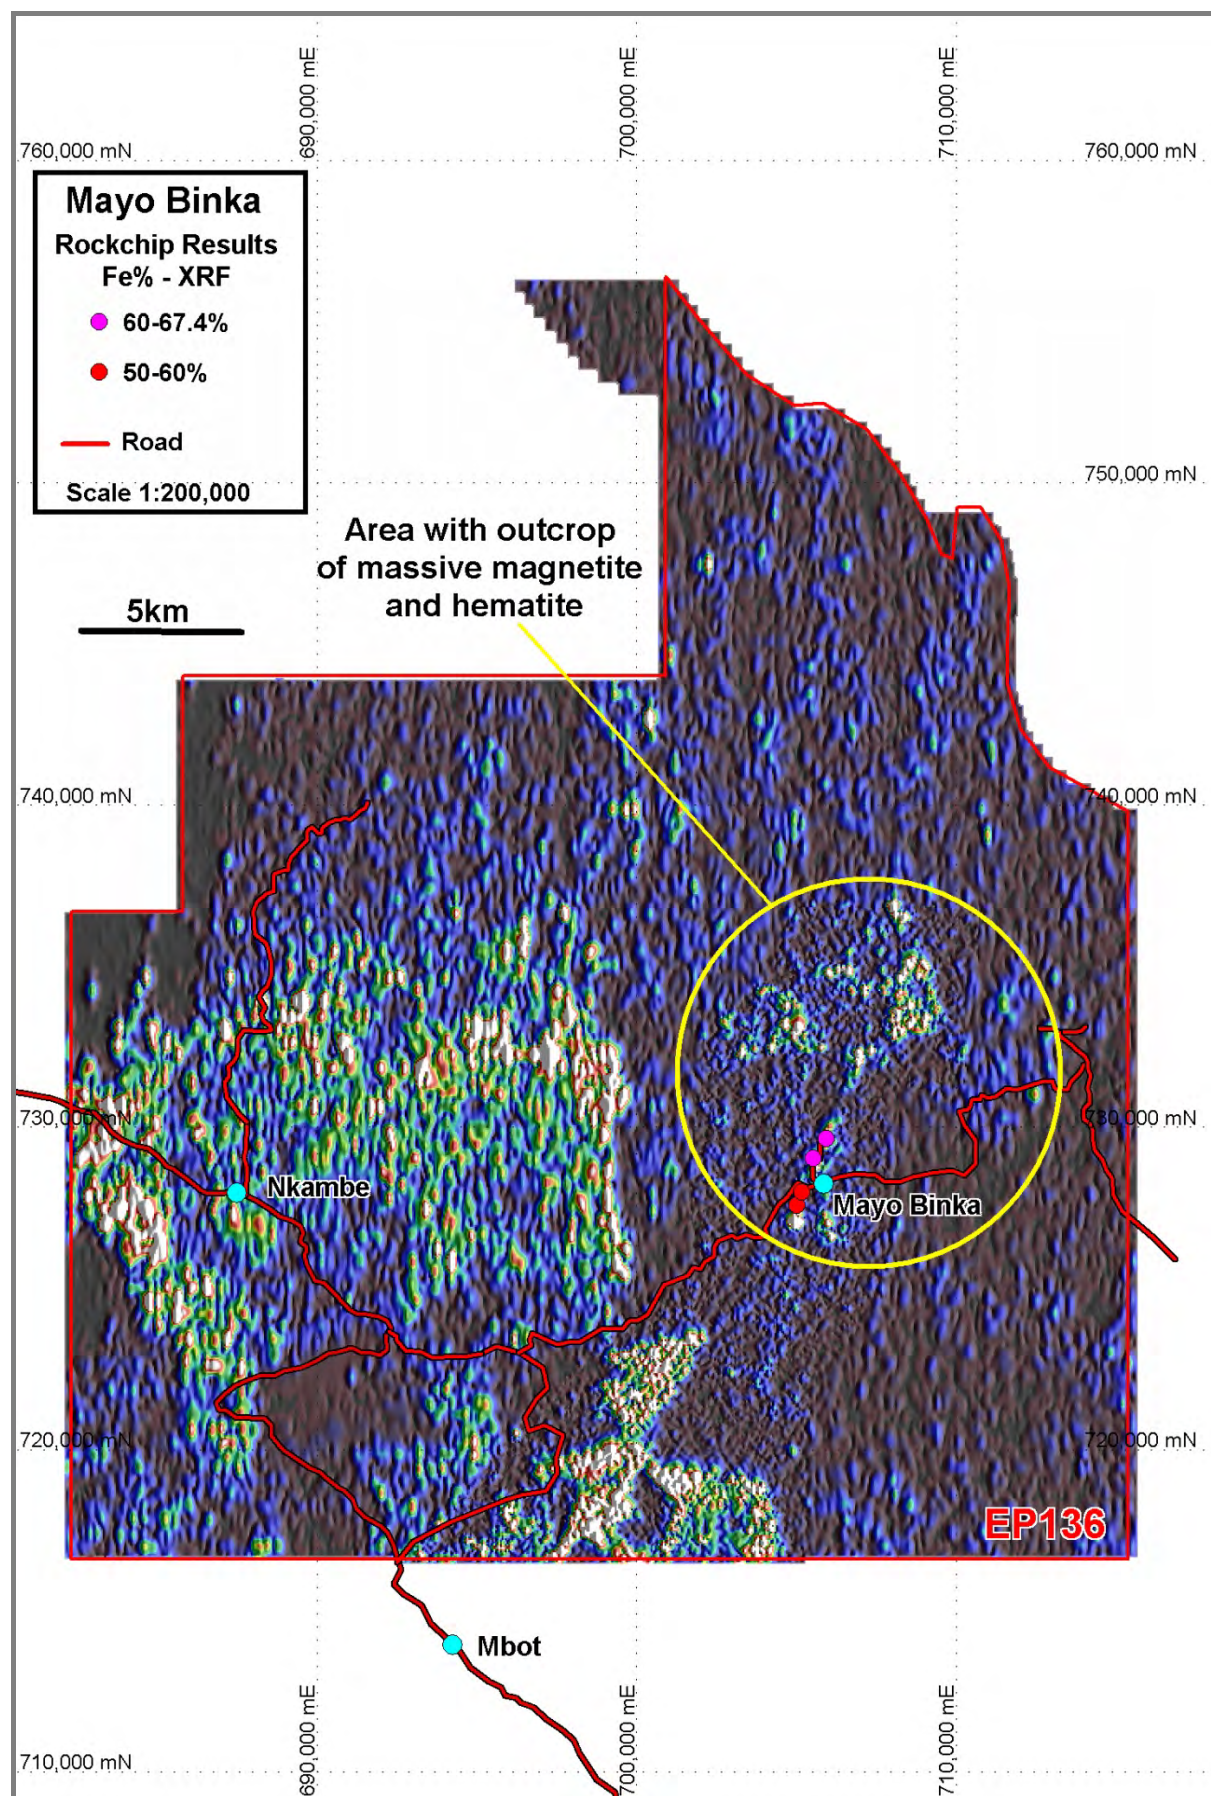 690,000 mE
700,000 mE
710,000 mE
760,000 mN
760,000 mN
Mayo Binka
Rockchip Results
Fe% - XRF
60-67.4%
50-60%
Road
Scale 1:200,000
750,000 mN
Area with outcrop
of massive magnetite
and hematite
5km
740,000 mN
740,000 mN
730,000 mN
730,000 mN
Nkambe
Mayo Binka
720,000 mN
720,000 mN
EP136
Mbot
690,000 mE
700,000 mE
710,000 mE
710,000 mN
710,000 mN